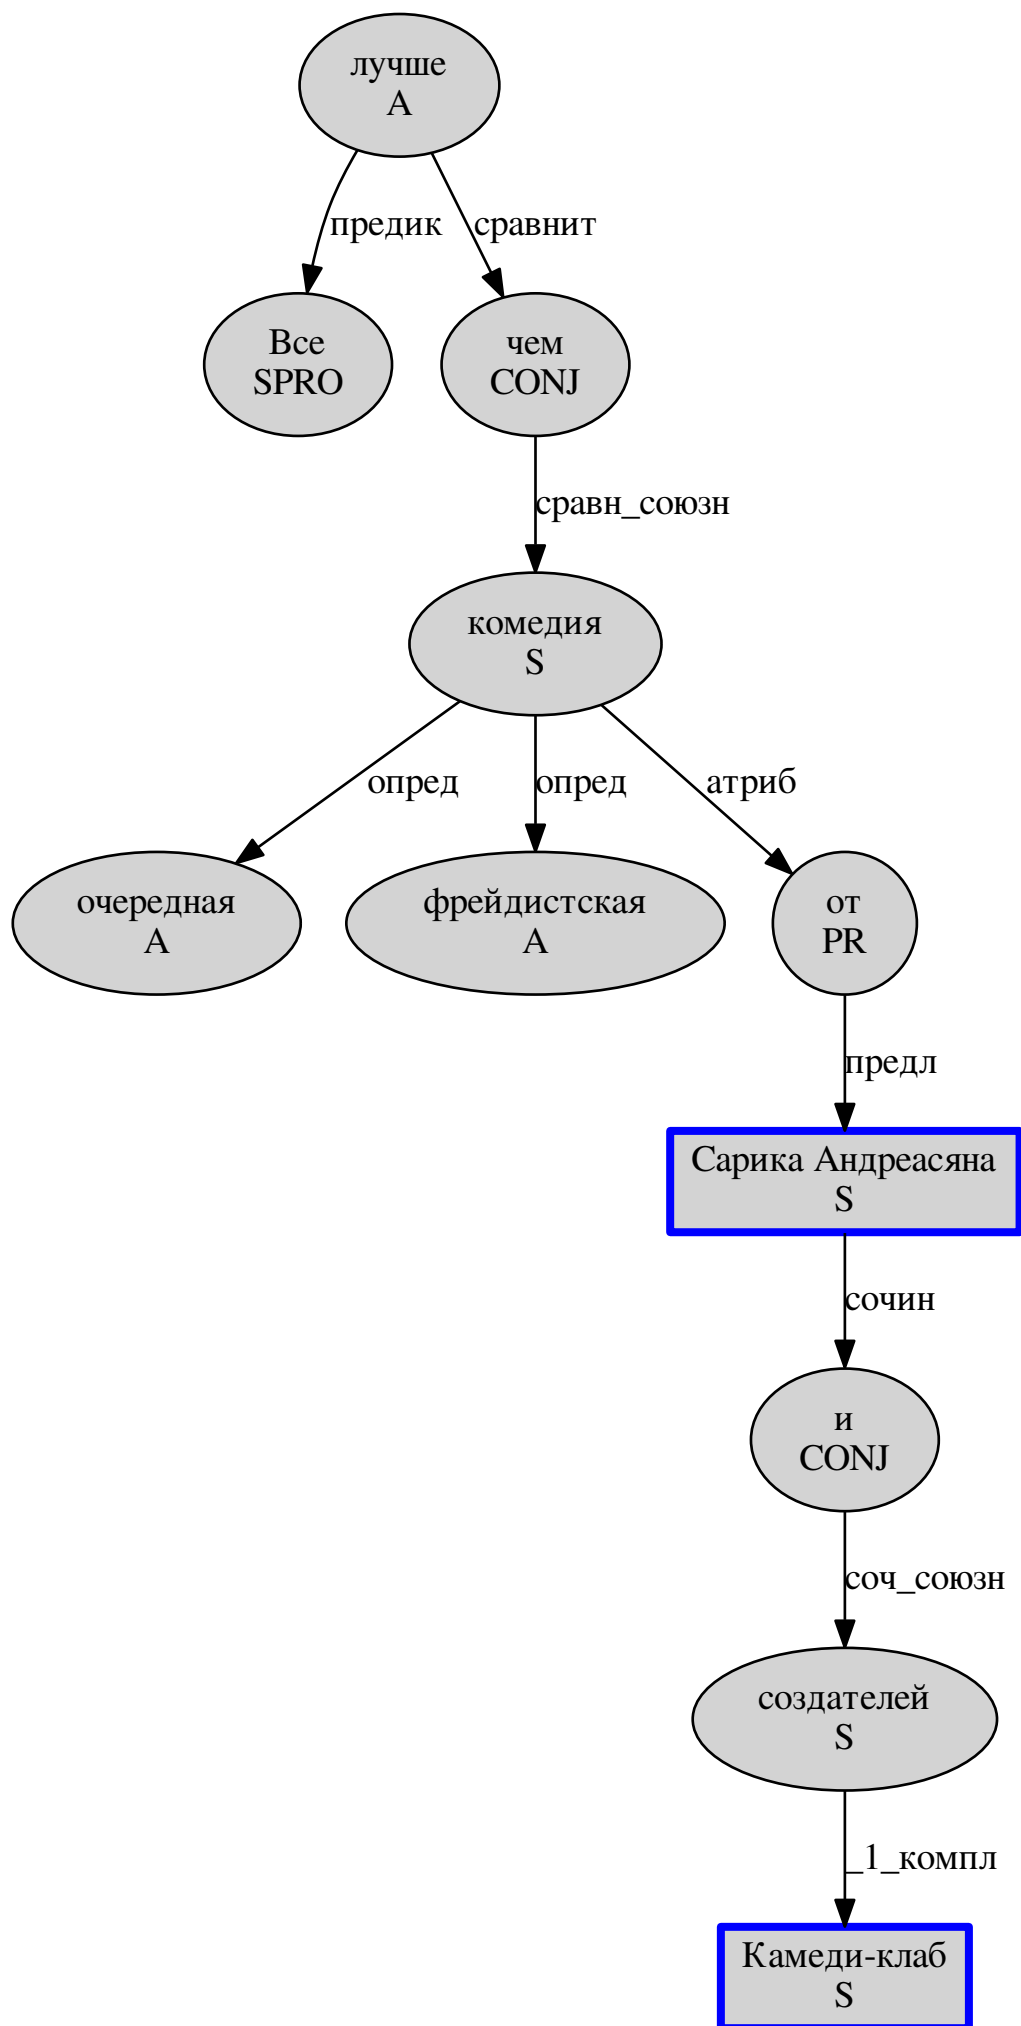 лучше
A
предик
сравнит
Все
SPRO
чем
CONJ
сравн_союзн
комедия
S
опред
опред
атриб
очередная
A
фрейдистская
A
от
PR
предл
Сарика Андреасяна
S
сочин
и
CONJ
соч_союзн
создателей
S
_1_компл
Камеди-клаб
S